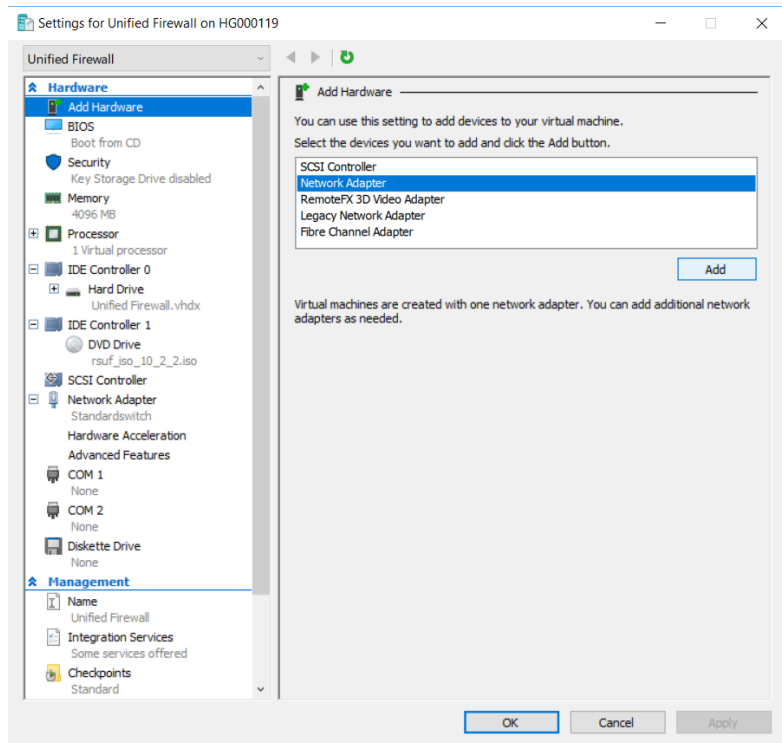 Settings for Unified Firewall on HG000119
Unified Firewall
Hardware
Add Hardware
BIOS
Boot from CD
Security
Key Storage Drive disabled
Memory
4096 MB
Processor
1 Virtual processor
IDE Controller 0
Hard Drive
Unified Firewall.vhdx
IDE Controller 1
DVD Drive
rsuf_iso_10_2_2.iso
SCSI Controller
Network Adapter
Standardswitch
Hardware Acceleration
Advanced Features
COM 1
None
COM 2
None
Diskette Drive
None
Management
Name
Unified Firewall
Integration Services
Some services offered
Checkpoints
Standard
Add Hardware
You can use this setting to add devices to your virtual machine.
Select the devices you want to add and click the Add button.
SCSI Controller
Network Adapter
RemoteFX 3D Video Adapter
Legacy Network Adapter
Fibre Channel Adapter
Add
Virtual machines are created with one network adapter. You can add additional network
adapters as needed.
OK
Cancel
Apply